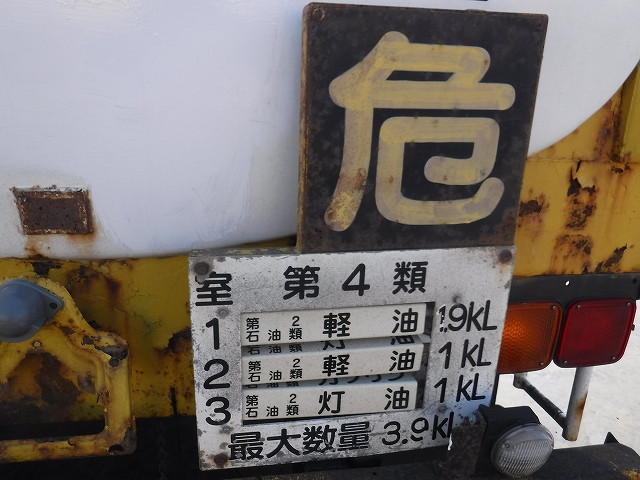 危
室 第4類
1 第2石油類 軽油 1.9kL
2 第2石油類 軽油 1kL
3 第2石油類 灯油 1kL
最大数量 3.9kL